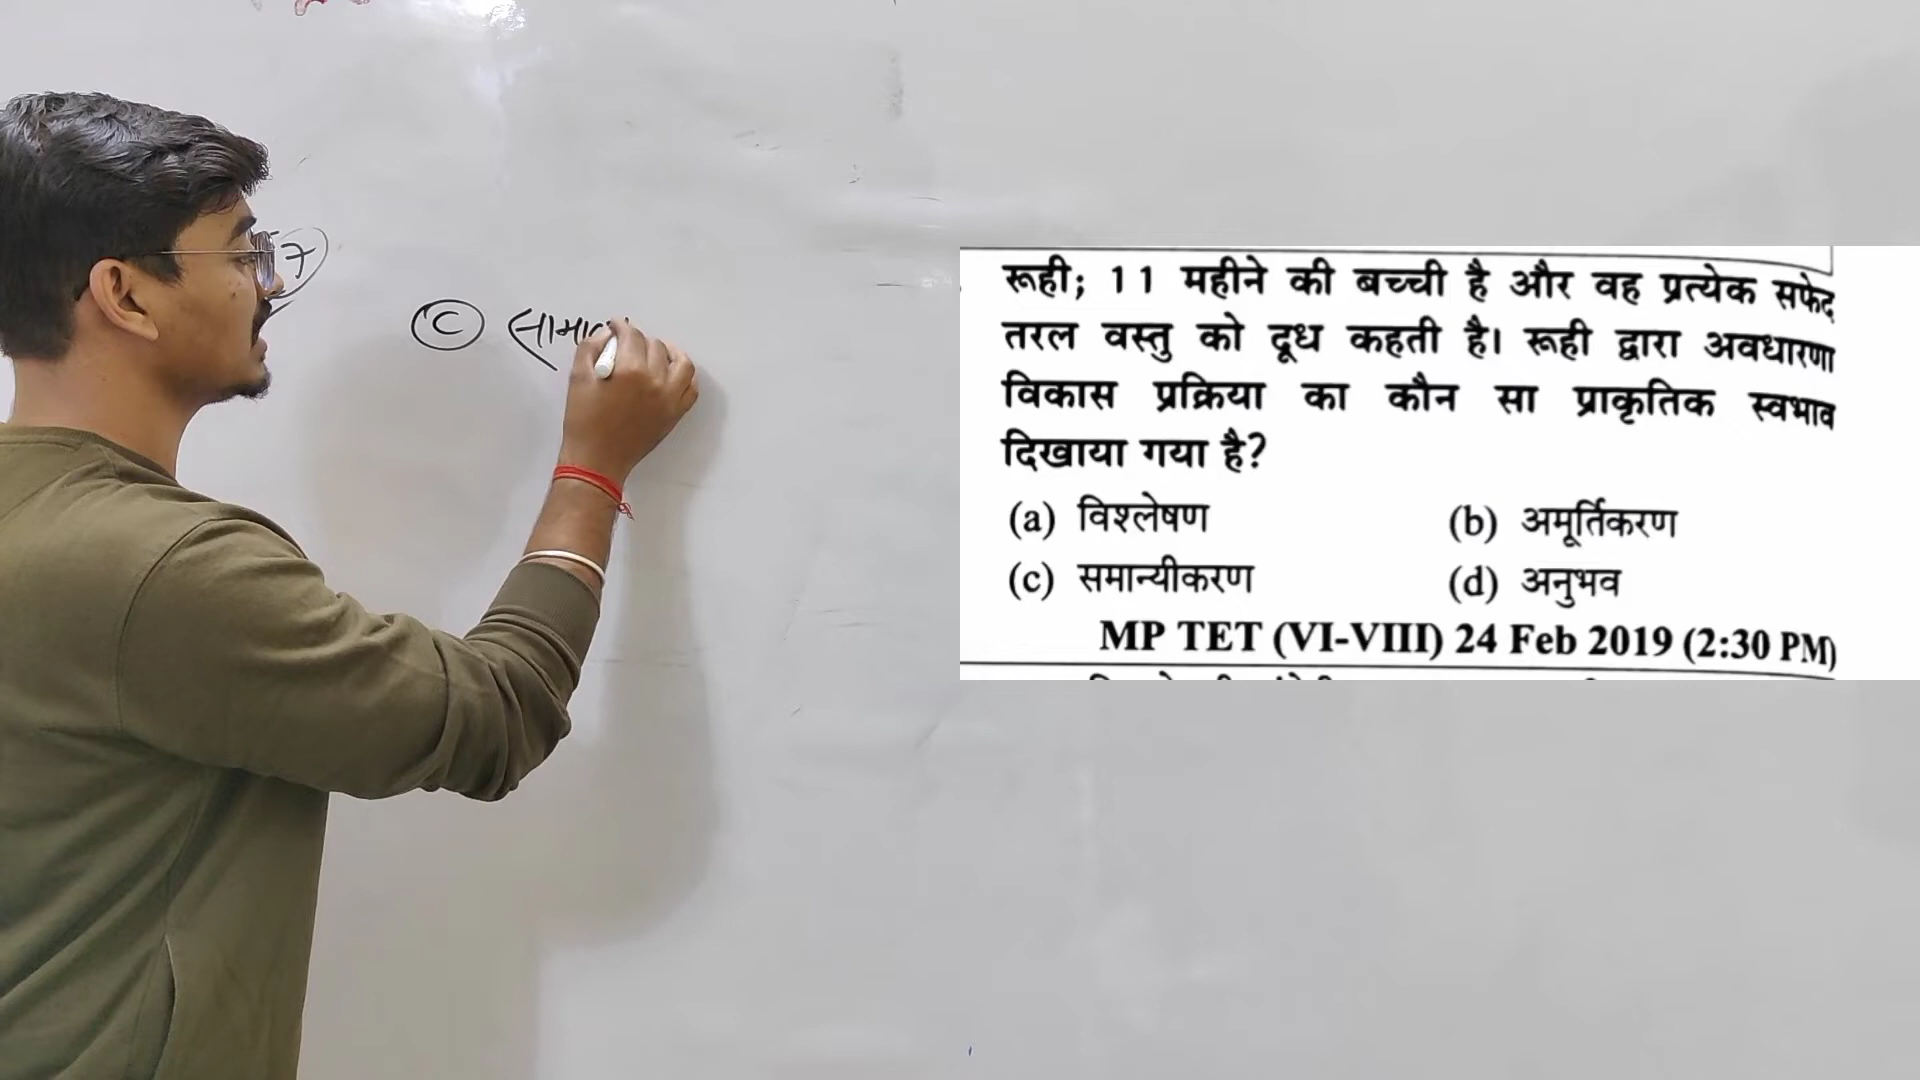 7
(C) सामान
रूही; 11 महीने की बच्ची है और वह प्रत्येक सफेद
तरल वस्तु को दूध कहती है। रूही द्वारा अवधारणा
विकास प्रक्रिया का कौन सा प्राकृतिक स्वभाव
दिखाया गया है?
(a) विश्लेषण (b) अमूर्तिकरण
(c) समान्यीकरण (d) अनुभव
MP TET (VI-VIII) 24 Feb 2019 (2:30 PM)